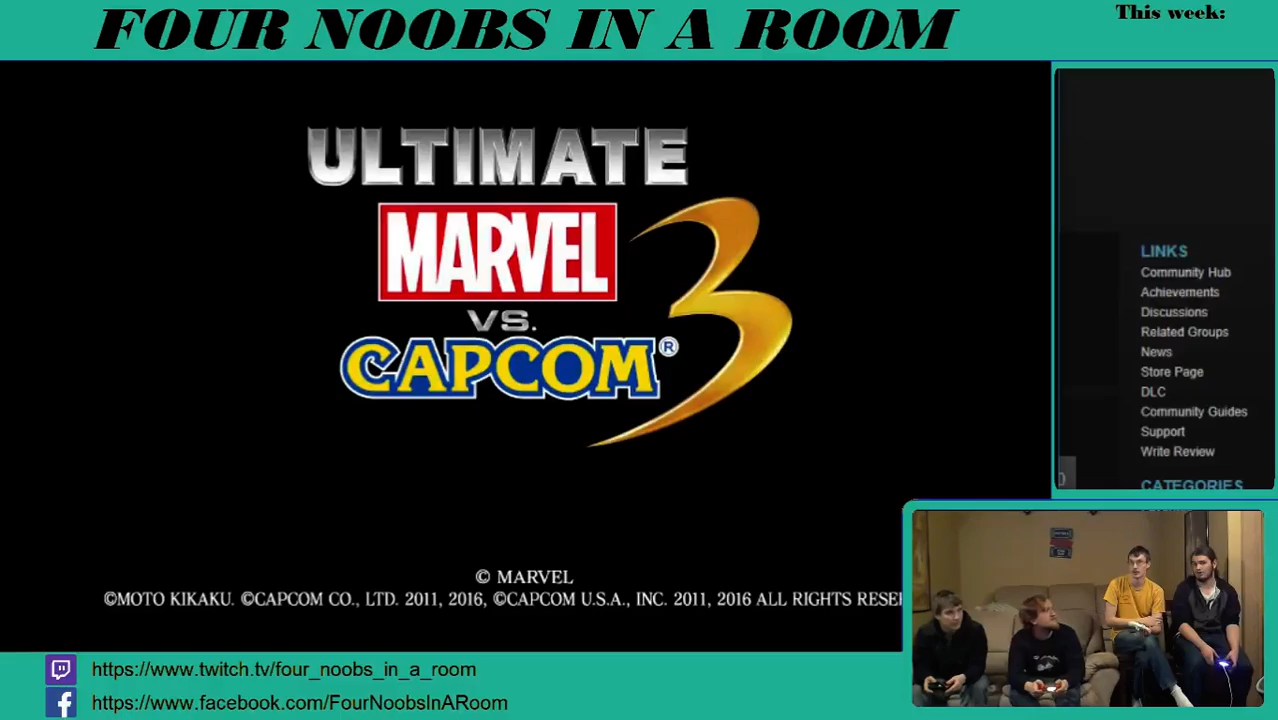 FOUR NOOBS IN A ROOM
This week:
ULTIMATE
MARVEL
VS.
CAPCOM®
3
© MARVEL
©MOTO KIKAKU. ©CAPCOM CO., LTD. 2011, 2016, ©CAPCOM U.S.A., INC. 2011, 2016 ALL RIGHTS
LINKS
Community Hub
Achievements
Discussions
Related Groups
News
Store Page
DLC
Community Guides
Support
Write Review
CATEGORIES
https://www.twitch.tv/four_noobs_in_a_room
https://www.facebook.com/FourNoobsInARoom